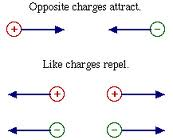 Opposite charges attract.
+ −
Like charges repel.
+ +
− −